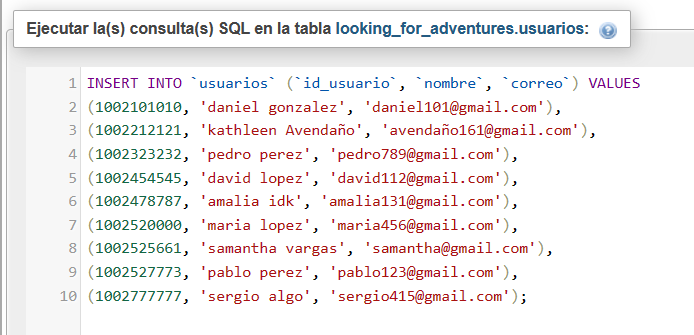 Ejecutar la(s) consulta(s) SQL en la tabla looking_for_adventures.usuarios:
1 INSERT INTO `usuarios` (`id_usuario`, `nombre`, `correo`) VALUES
2 (1002101010, 'daniel gonzalez', 'daniel101@gmail.com'),
3 (1002212121, 'kathleen Avendaño', 'avendaño161@gmail.com'),
4 (1002323232, 'pedro perez', 'pedro789@gmail.com'),
5 (1002454545, 'david lopez', 'david112@gmail.com'),
6 (1002478787, 'amalia idk', 'amalia131@gmail.com'),
7 (1002520000, 'maria lopez', 'maria456@gmail.com'),
8 (1002525661, 'samantha vargas', 'samantha@gmail.com'),
9 (1002527773, 'pablo perez', 'pablo123@gmail.com'),
10 (1002777777, 'sergio algo', 'sergio415@gmail.com');